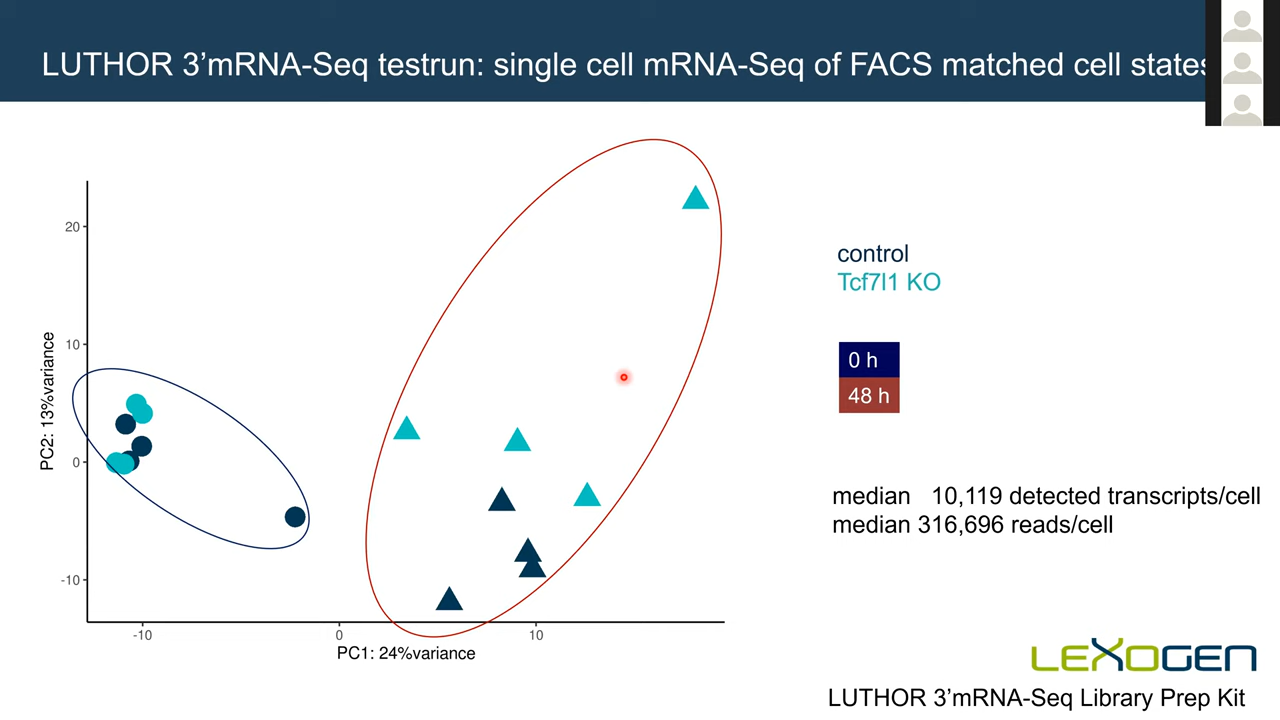 LUTHOR 3’mRNA-Seq testrun: single cell mRNA-Seq of FACS matched cell states
20
10
0
-10
PC2: 13%variance
-10
0
10
PC1: 24%variance
control
Tcf7l1 KO
0 h
48 h
median 10,119 detected transcripts/cell
median 316,696 reads/cell
LEXOGEN
LUTHOR 3’mRNA-Seq Library Prep Kit